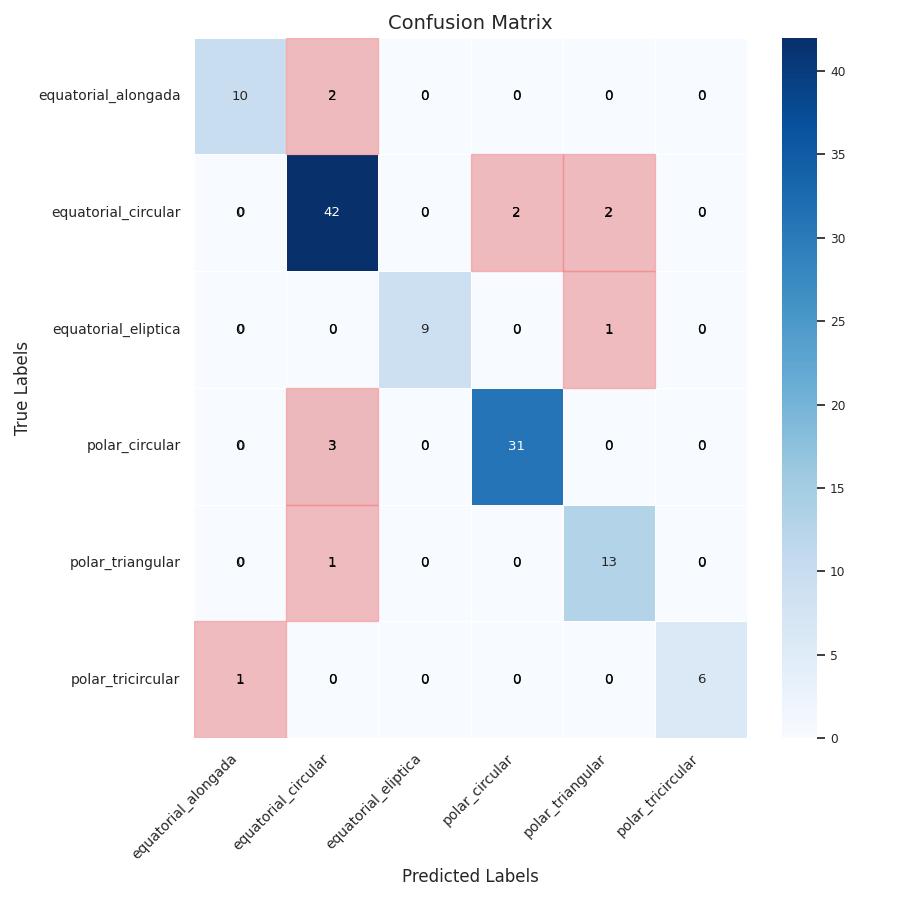 Confusion Matrix
True Labels
equatorial_alongada 10 2 0 0 0 0
equatorial_circular 0 42 0 2 2 0
equatorial_eliptica 0 0 9 0 1 0
polar_circular 0 3 0 31 0 0
polar_triangular 0 1 0 0 13 0
polar_tricircular 1 0 0 0 0 6
equatorial_alongada
equatorial_circular
equatorial_eliptica
polar_circular
polar_triangular
polar_tricircular
Predicted Labels
40
35
30
25
20
15
10
5
0